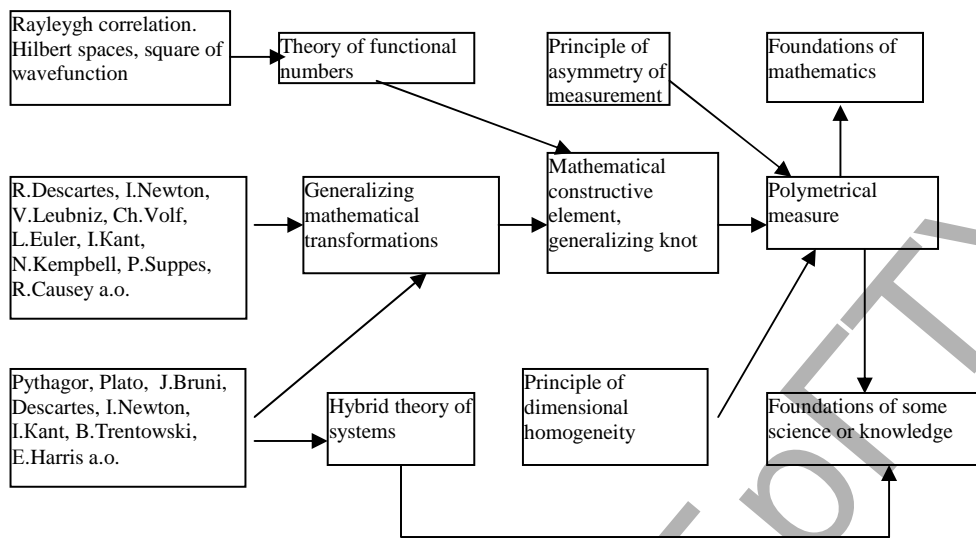 Rayleygh correlation.
Hilbert spaces, square of
wavefunction
Theory of functional
numbers
Principle of
asymmetry of
measurement
Foundations of
mathematics
R.Descartes, I.Newton,
V.Leubniz, Ch.Volf,
L.Euler, I.Kant,
N.Kempbell, P.Suppes,
R.Causey a.o.
Generalizing
mathematical
transformations
Mathematical
constructive
element,
generalizing knot
Polymetrical
measure
Pythagor, Plato, J.Bruni,
Descartes, I.Newton,
I.Kant, B.Trentowski,
E.Harris a.o.
Hybrid theory of
systems
Principle of
dimensional
homogeneity
Foundations of some
science or knowledge